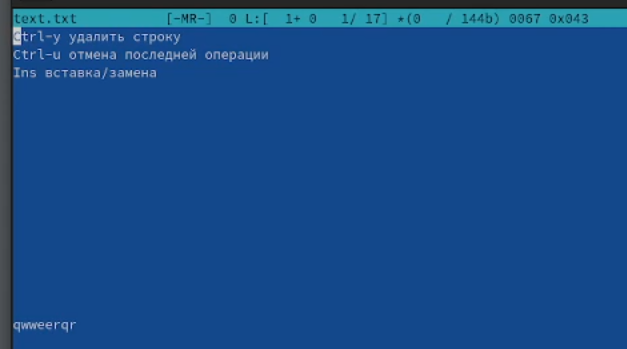 text.txt [-MR-] 0 L:[ 1+ 0 1/ 17] *(0 / 144b) 0067 0x043
Ctrl-y удалить строку
Ctrl-u отмена последней операции
Ins вставка/замена
qwweerqr